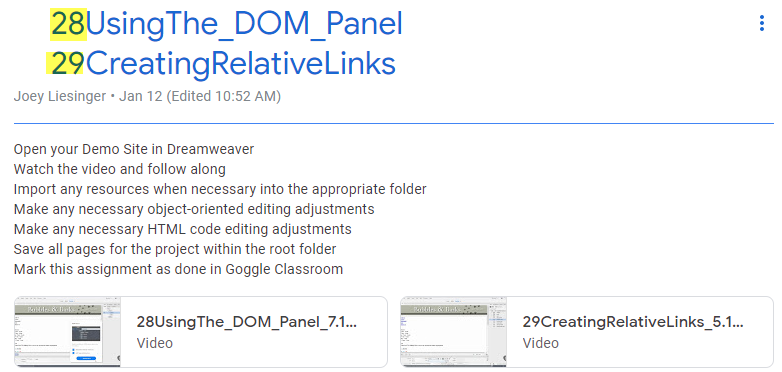 28UsingThe_DOM_Panel
29CreatingRelativeLinks
Joey Liesinger • Jan 12 (Edited 10:52 AM)
Open your Demo Site in Dreamweaver
Watch the video and follow along
Import any resources when necessary into the appropriate folder
Make any necessary object-oriented editing adjustments
Make any necessary HTML code editing adjustments
Save all pages for the project within the root folder
Mark this assignment as done in Goggle Classroom
28UsingThe_DOM_Panel_7.1...
Video
29CreatingRelativeLinks_5.1...
Video